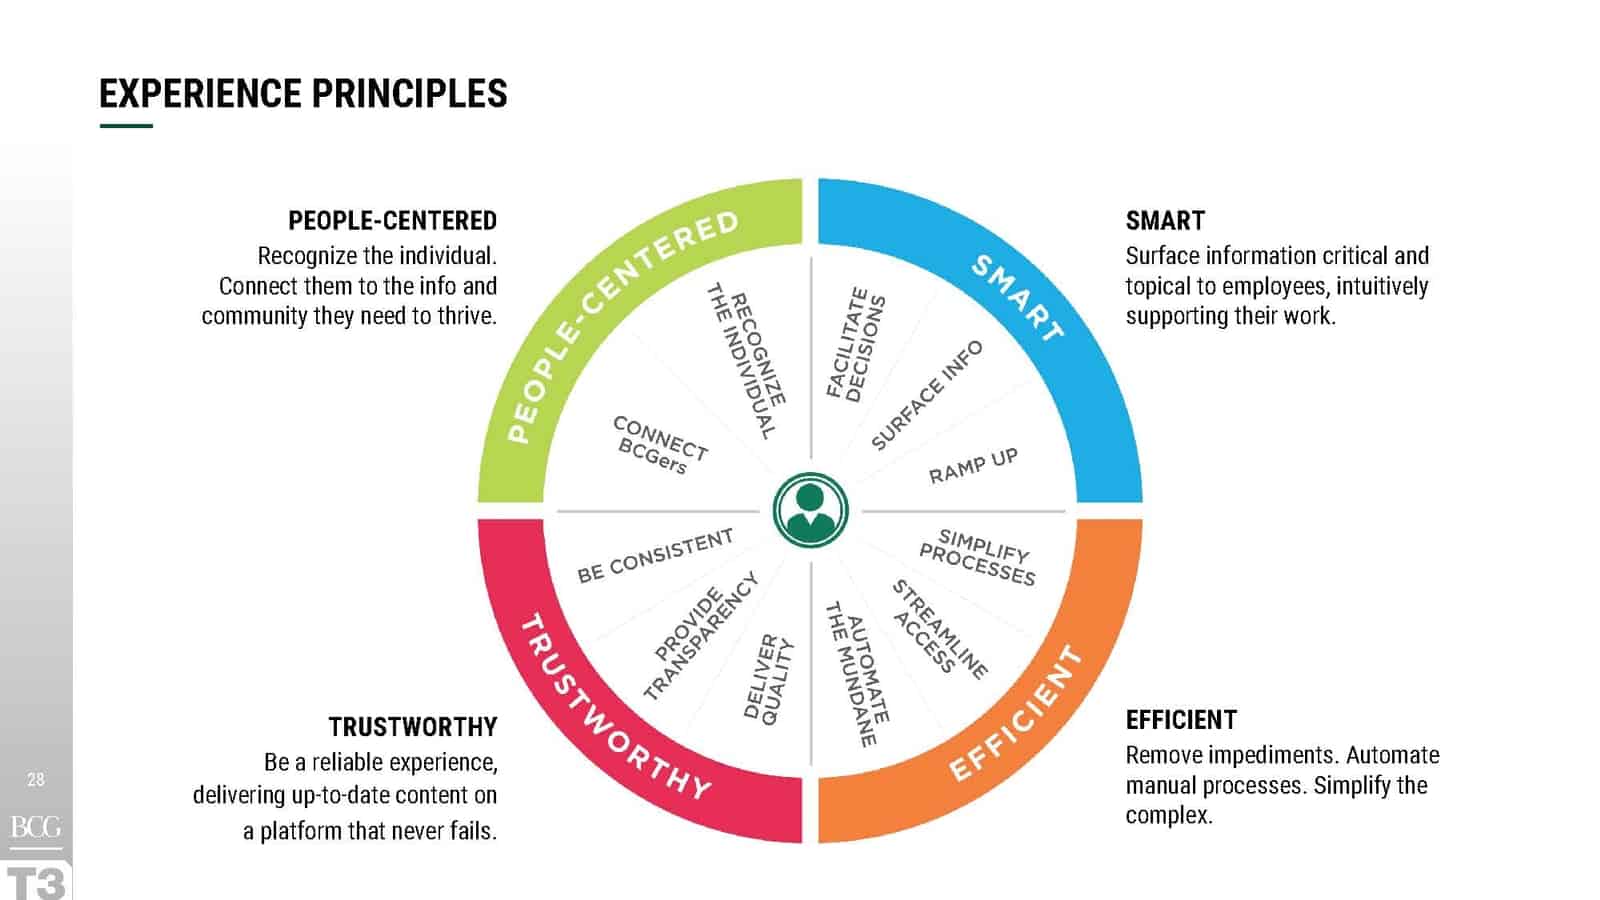 EXPERIENCE PRINCIPLES
PEOPLE-CENTERED
Recognize the individual.
Connect them to the info and
community they need to thrive.
SMART
Surface information critical and
topical to employees, intuitively
supporting their work.
PEOPLE-CENTERED
RECOGNIZE
THE INDIVIDUAL
CONNECT
BCGers
SMART
FACILITATE
DECISIONS
SURFACE INFO
RAMP UP
TRUSTWORTHY
BE CONSISTENT
PROVIDE
TRANSPARENCY
DELIVER
QUALITY
EFFICIENT
SIMPLIFY
PROCESSES
STREAMLINE
ACCESS
AUTOMATE
THE MUNDANE
TRUSTWORTHY
Be a reliable experience,
delivering up-to-date content on
a platform that never fails.
EFFICIENT
Remove impediments. Automate
manual processes. Simplify the
complex.
28
BCG
T3